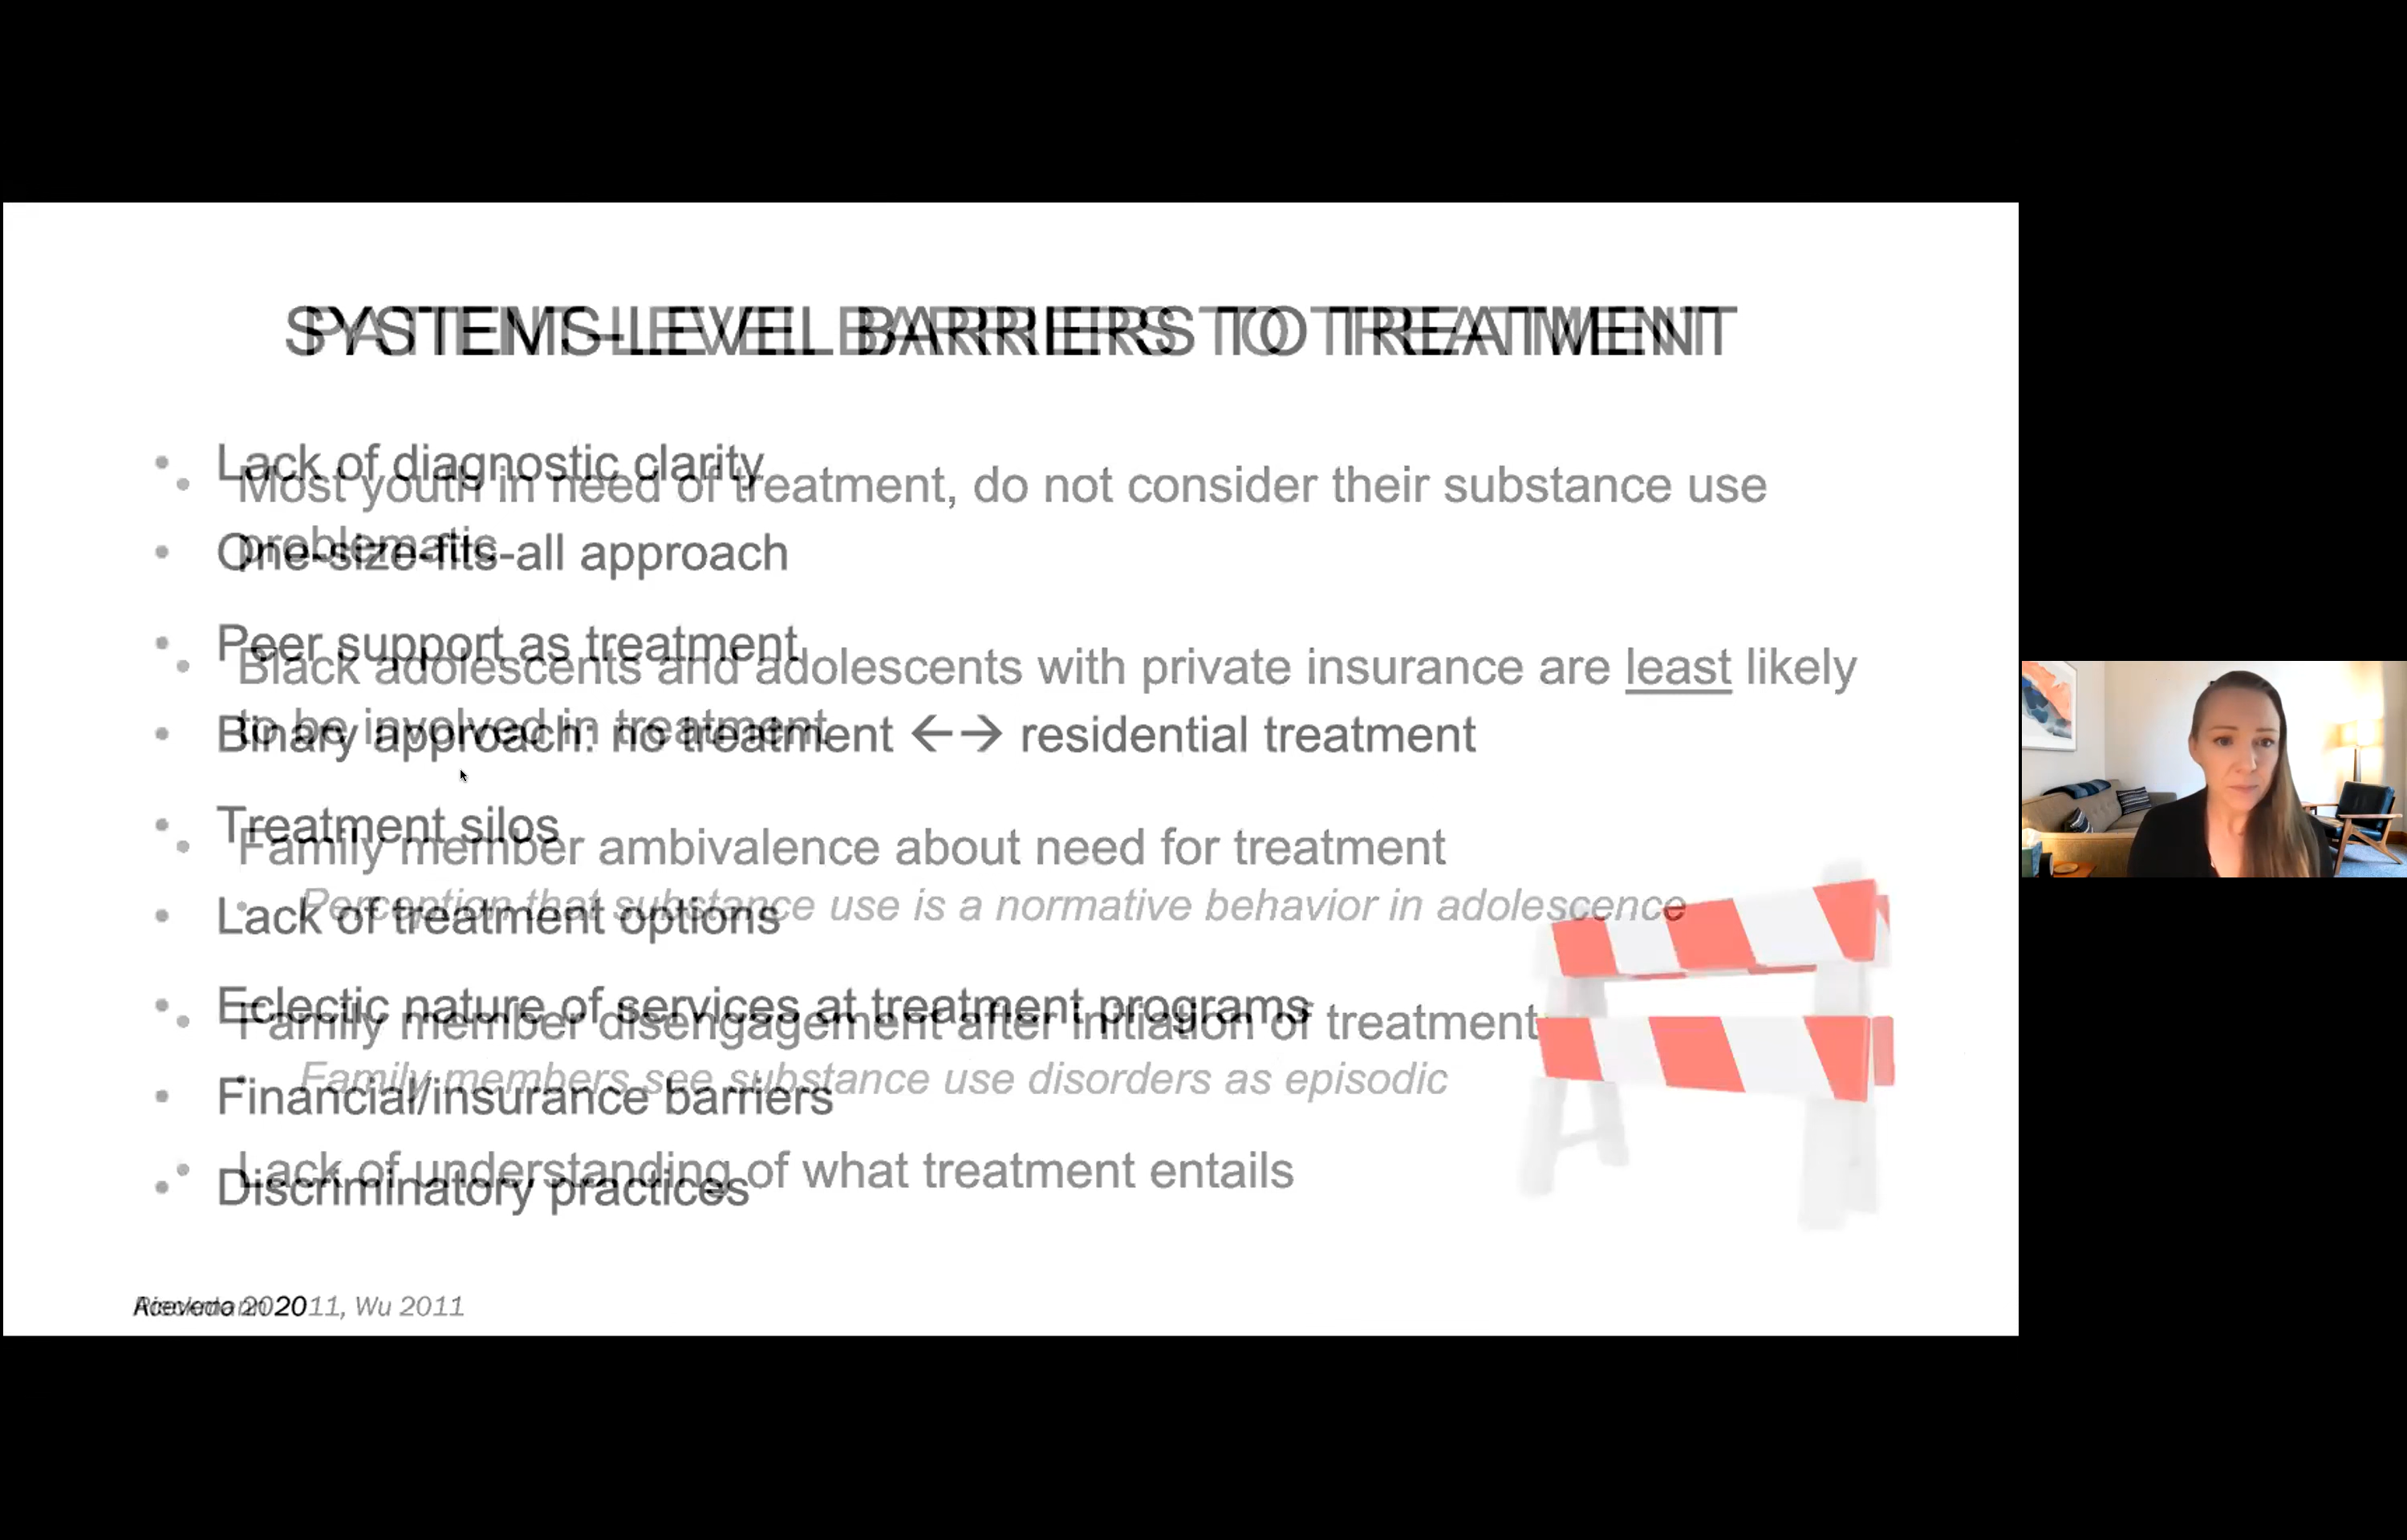 SYSTEMS-LEVEL BARRIERS TO TREATMENT
PATIENT-LEVEL BARRIERS TO TREATMENT
• Lack of diagnostic clarity
• One-size-fits-all approach
• Peer support as treatment
• Binary approach: no treatment ←→ residential treatment
• Treatment silos
• Lack of treatment options
• Eclectic nature of services at treatment programs
• Financial/insurance barriers
• Discriminatory practices
• Most youth in need of treatment, do not consider their substance use
problematic
• Black adolescents and adolescents with private insurance are least likely
to be involved in treatment
• Family member ambivalence about need for treatment
• Perception that substance use is a normative behavior in adolescence
• Family member disengagement after initiation of treatment
• Family members see substance use disorders as episodic
• Lack of understanding of what treatment entails
Acevedo 2020
2011, Wu 2011